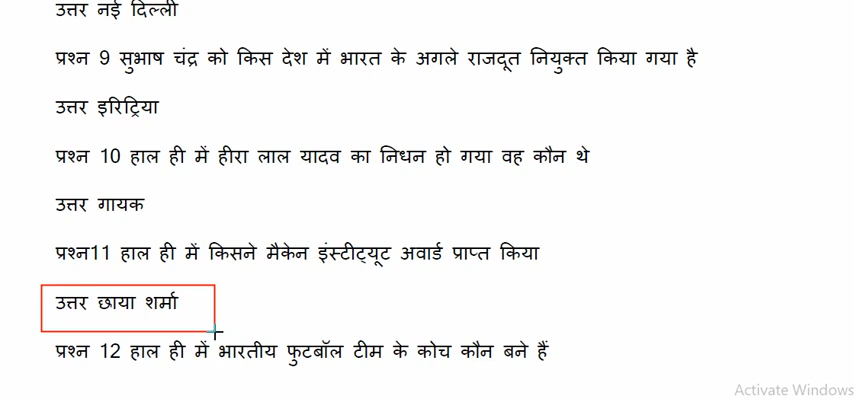 उत्तर नई दिल्ली
प्रश्न 9 सुभाष चंद्र को किस देश में भारत के अगले राजदूत नियुक्त किया गया है
उत्तर इरिट्रिया
प्रश्न 10 हाल ही में हीरा लाल यादव का निधन हो गया वह कौन थे
उत्तर गायक
प्रश्न11 हाल ही में किसने मैकेन इंस्टीट्यूट अवार्ड प्राप्त किया
उत्तर छाया शर्मा
प्रश्न 12 हाल ही में भारतीय फुटबॉल टीम के कोच कौन बने हैं
Activate Windows